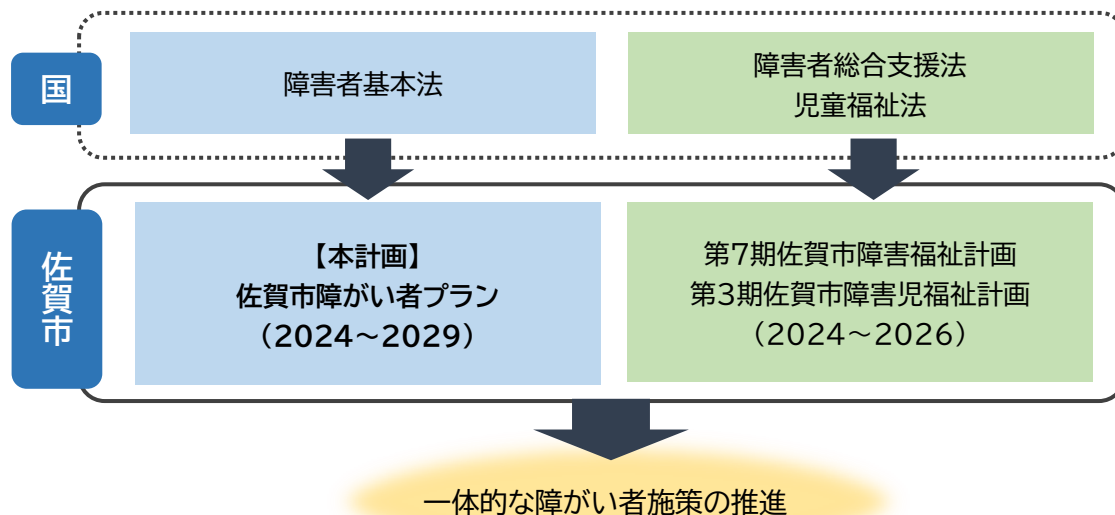 国
障害者基本法
障害者総合支援法
児童福祉法
佐賀市
【本計画】
佐賀市障がい者プラン
（2024～2029）
第7期佐賀市障害福祉計画
第3期佐賀市障害児福祉計画
（2024～2026）
一体的な障がい者施策の推進